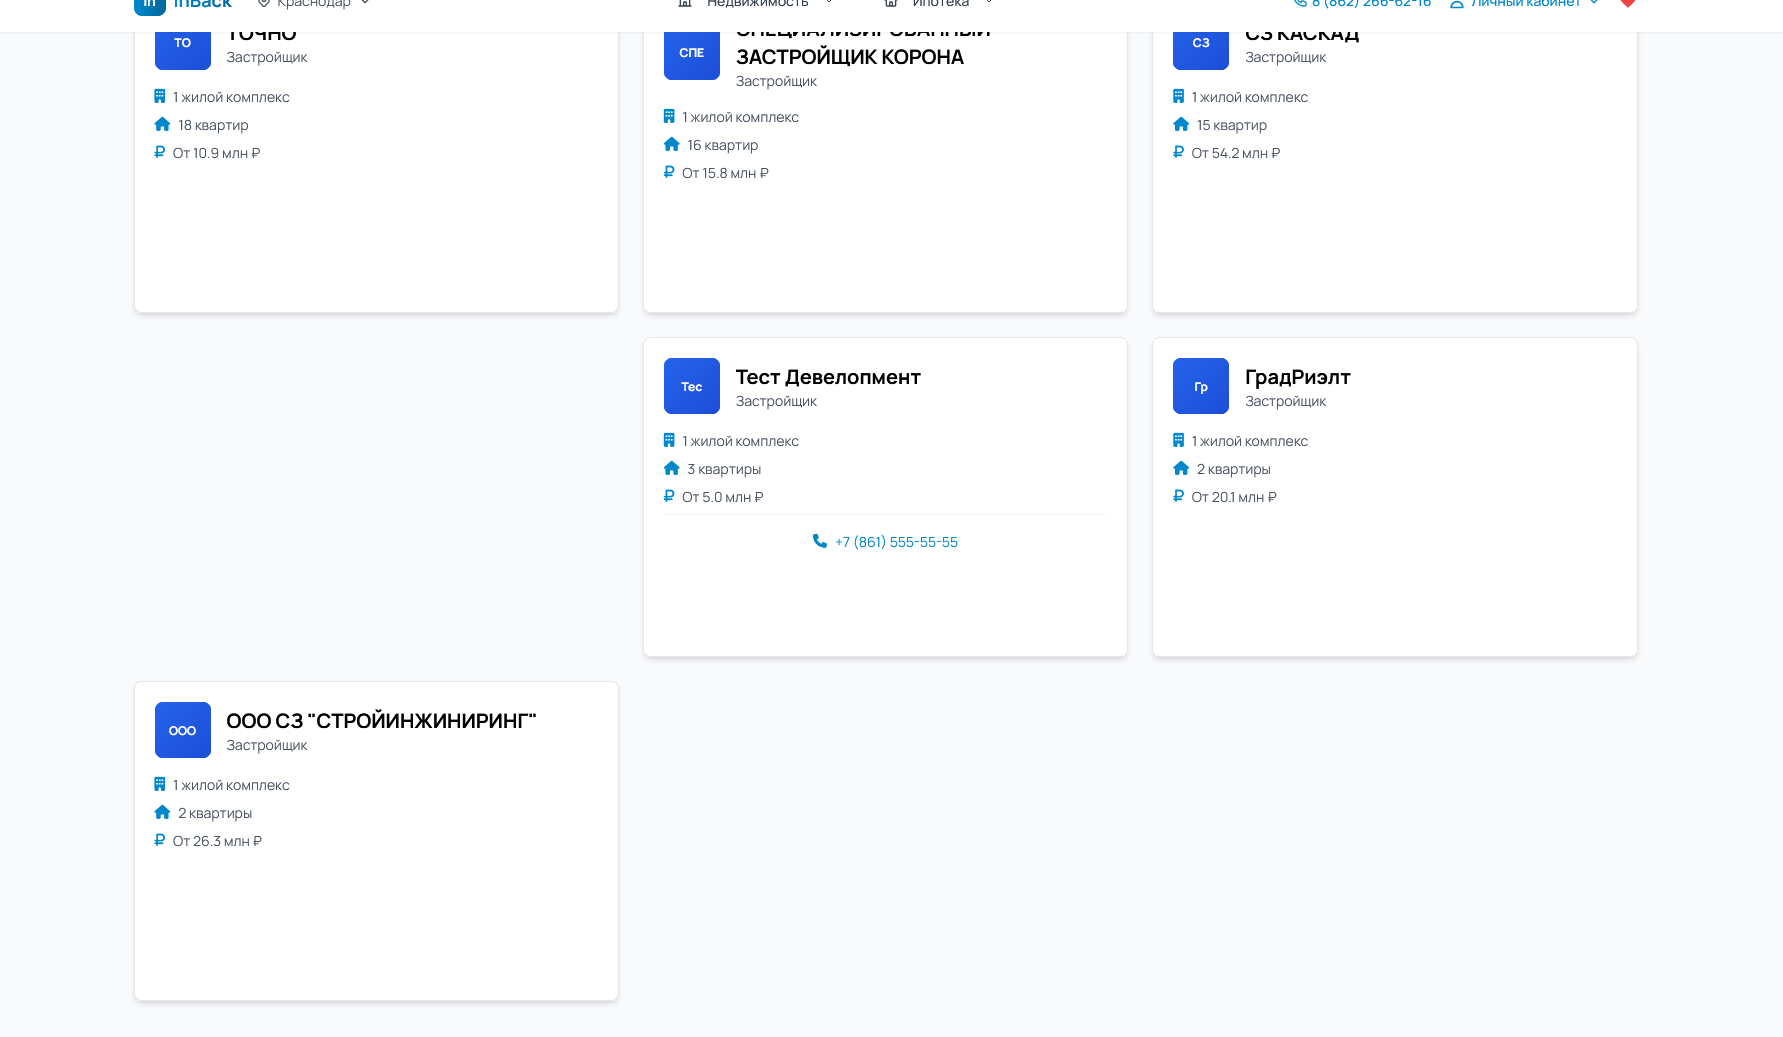 in
InBack
Краснодар
Недвижимость
Ипотека
8 (862) 266-62-16
Личный кабинет
ТО
ТОЧНО
Застройщик
1 жилой комплекс
18 квартир
От 10.9 млн ₽
СПЕ
СПЕЦИАЛИЗИРОВАННЫЙ
ЗАСТРОЙЩИК КОРОНА
Застройщик
1 жилой комплекс
16 квартир
От 15.8 млн ₽
СЗ
СЗ КАСКАД
Застройщик
1 жилой комплекс
15 квартир
От 54.2 млн ₽
Тес
Тест Девелопмент
Застройщик
1 жилой комплекс
3 квартиры
От 5.0 млн ₽
+7 (861) 555-55-55
Гр
ГрадРиэлт
Застройщик
1 жилой комплекс
2 квартиры
От 20.1 млн ₽
ООО
ООО СЗ "СТРОЙИНЖИНИРИНГ"
Застройщик
1 жилой комплекс
2 квартиры
От 26.3 млн ₽